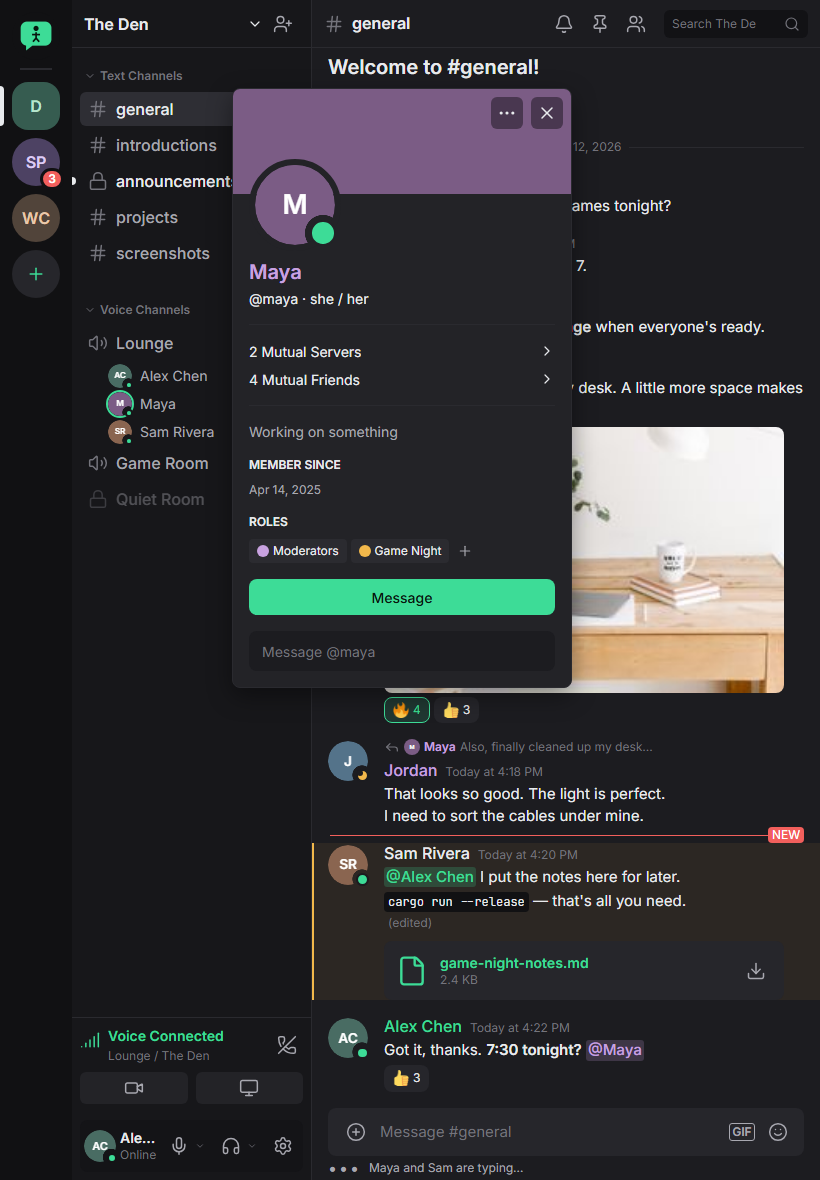 The Den
general
Search The De
D
SP
3
WC
Text Channels
general
introductions
announcements
projects
screenshots
Voice Channels
Lounge
AC Alex Chen
M Maya
SR Sam Rivera
Game Room
Quiet Room
Welcome to #general!
12, 2026
ames tonight?
7.
ge when everyone's ready.
desk. A little more space makes
M
Maya
@maya · she / her
2 Mutual Servers
4 Mutual Friends
Working on something
MEMBER SINCE
Apr 14, 2025
ROLES
Moderators Game Night
Message
Message @maya
4 3
M Maya Also, finally cleaned up my desk...
J
Jordan Today at 4:18 PM
That looks so good. The light is perfect.
I need to sort the cables under mine.
NEW
SR
Sam Rivera Today at 4:20 PM
@Alex Chen I put the notes here for later.
cargo run --release — that's all you need.
(edited)
game-night-notes.md
2.4 KB
AC
Alex Chen Today at 4:22 PM
Got it, thanks. 7:30 tonight? @Maya
3
Message #general
GIF
Maya and Sam are typing...
Voice Connected
Lounge / The Den
AC
Ale...
Online